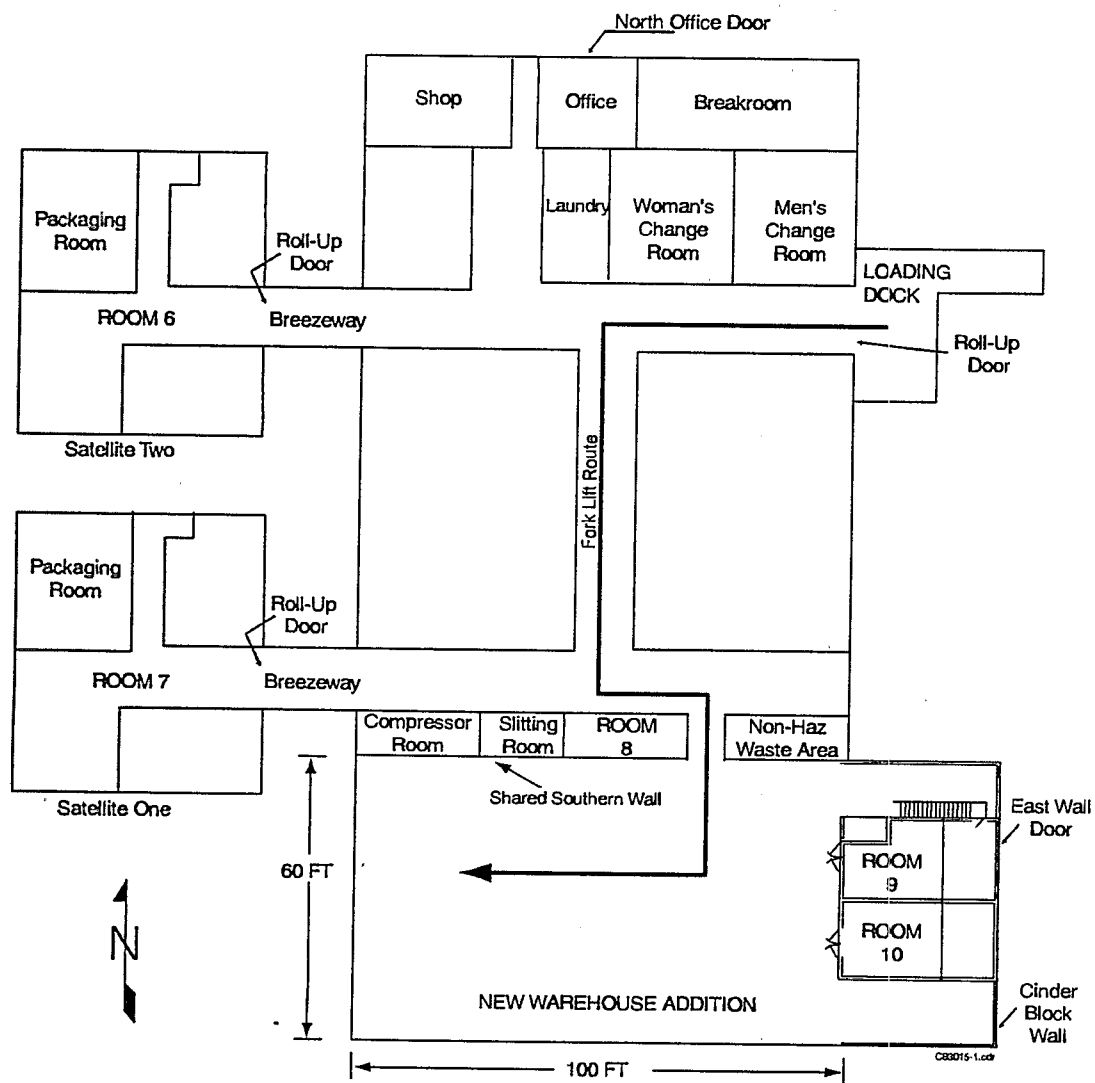 North Office Door
Shop
Office
Breakroom
Packaging
Room
Roll-Up
Door
Laundry
Woman's
Change
Room
Men's
Change
Room
LOADING
DOCK
ROOM 6
Breezeway
Roll-Up
Door
Satellite Two
Fork Lift Route
Packaging
Room
Roll-Up
Door
ROOM 7
Breezeway
Compressor
Room
Slitting
Room
ROOM
8
Non-Haz
Waste Area
Shared Southern Wall
Satellite One
East Wall
Door
60 FT
ROOM
9
N
ROOM
10
NEW WAREHOUSE ADDITION
Cinder
Block
Wall
C83015-1.cdr
100 FT